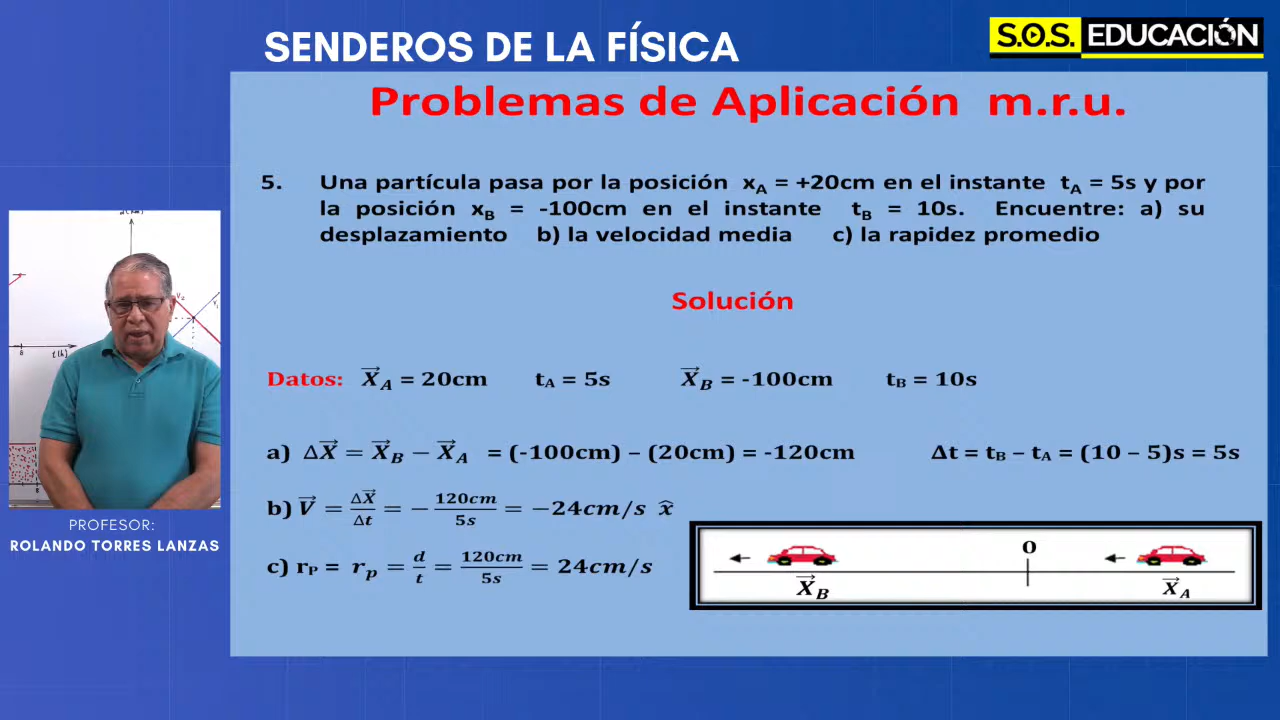 SENDEROS DE LA FÍSICA
S.O.S. EDUCACIÓN
Problemas de Aplicación m.r.u.
5. Una partícula pasa por la posición x_A = +20cm en el instante t_A = 5s y por
la posición x_B = -100cm en el instante t_B = 10s. Encuentre: a) su
desplazamiento b) la velocidad media c) la rapidez promedio
Solución
Datos: X⃗_A = 20cm t_A = 5s X⃗_B = -100cm t_B = 10s
a) ΔX⃗ = X⃗_B − X⃗_A = (-100cm) – (20cm) = -120cm Δt = t_B – t_A = (10 – 5)s = 5s
b) V⃗ = ΔX⃗/Δt = − 120cm/5s = −24cm/s x̂
c) r_P = r_p = d/t = 120cm/5s = 24cm/s
0
X⃗_B X⃗_A
x(km)
V2
t(h)
8
8
PROFESOR:
ROLANDO TORRES LANZAS